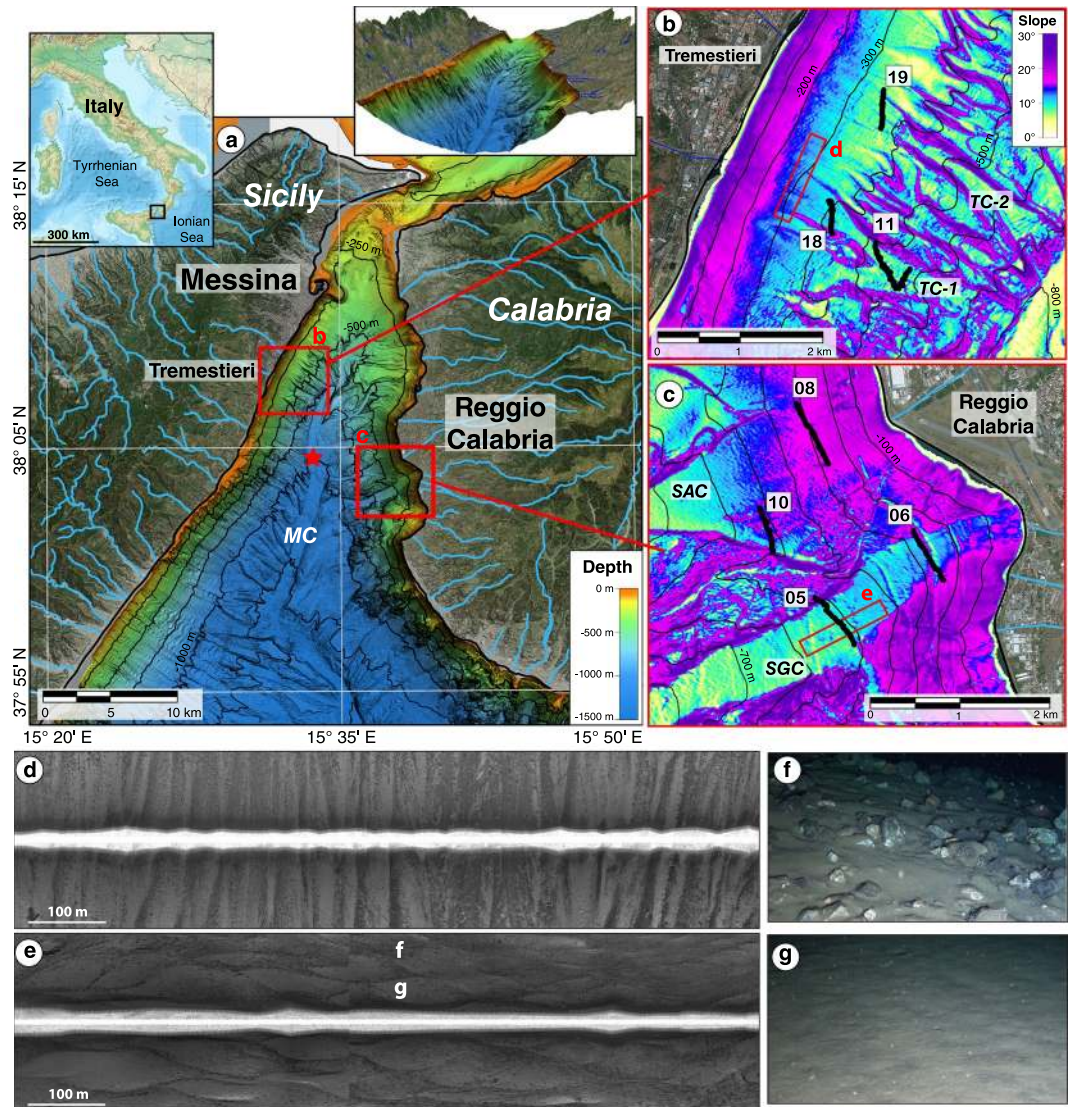 Italy
Tyrrhenian
Sea
Ionian
Sea
300 km
a
Sicily
-250 m
Messina
Calabria
-500 m
b
Tremestieri
Reggio
Calabria
c
MC
-1000 m
Depth
0 m
-500 m
-1000 m
-1500 m
0 5 10 km
38° 15' N
38° 05' N
37° 55' N
15° 20' E
15° 35' E
15° 50' E
b
Tremestieri
-200 m
-300 m
19
Slope
30°
20°
10°
0°
d
-500 m
TC-2
18
11
TC-1
-800 m
0 1 2 km
c
08
Reggio
Calabria
-100 m
SAC
10
06
05
e
SGC
-700 m
0 1 2 km
d
100 m
e
f
g
100 m
f
g